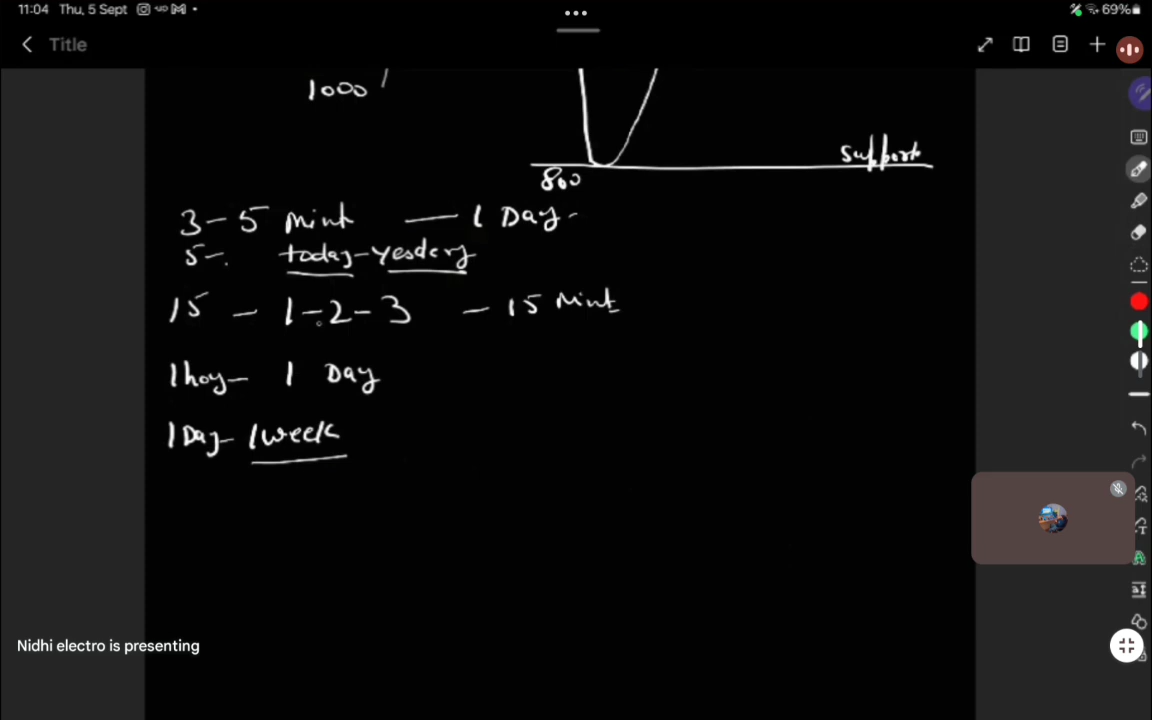 11:04 Thu, 5 Sept
69%
Title
1000
support
800
3-5 Mint — 1 Day-
5-. today-yesdery
15 - 1-2-3 - 15 Mint
1hoy- 1 Day
1Day- 1week
Nidhi electro is presenting